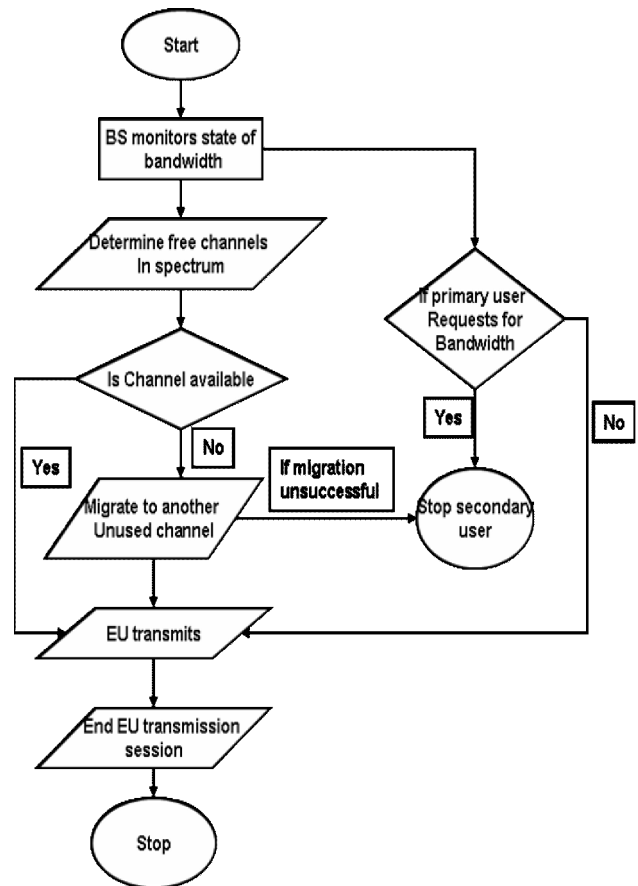 Start
BS monitors state of
bandwidth
Determine free channels
In spectrum
If primary user
Requests for
Bandwidth
Is Channel available
Yes
No
Yes
No
If migration
unsuccessful
Migrate to another
Unused channel
Stop secondary
user
EU transmits
End EU transmission
session
Stop